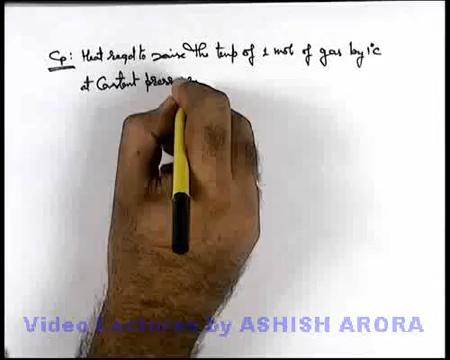 Cp: Heat reqd to raise the temp of 1 mol of gas by 1°C
at constant pressure
Video Lectures by ASHISH ARORA